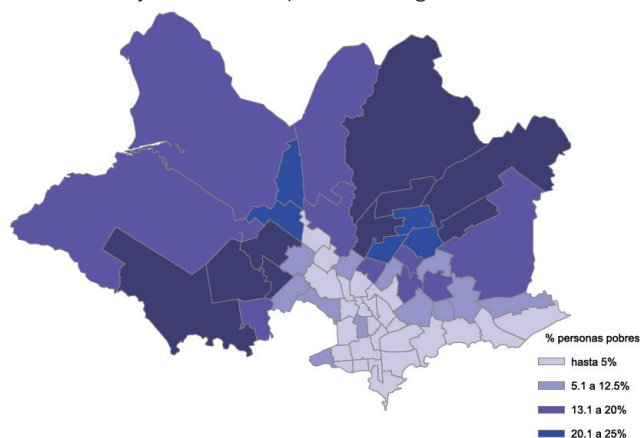 % personas pobres
hasta 5%
5.1 a 12.5%
13.1 a 20%
20.1 a 25%